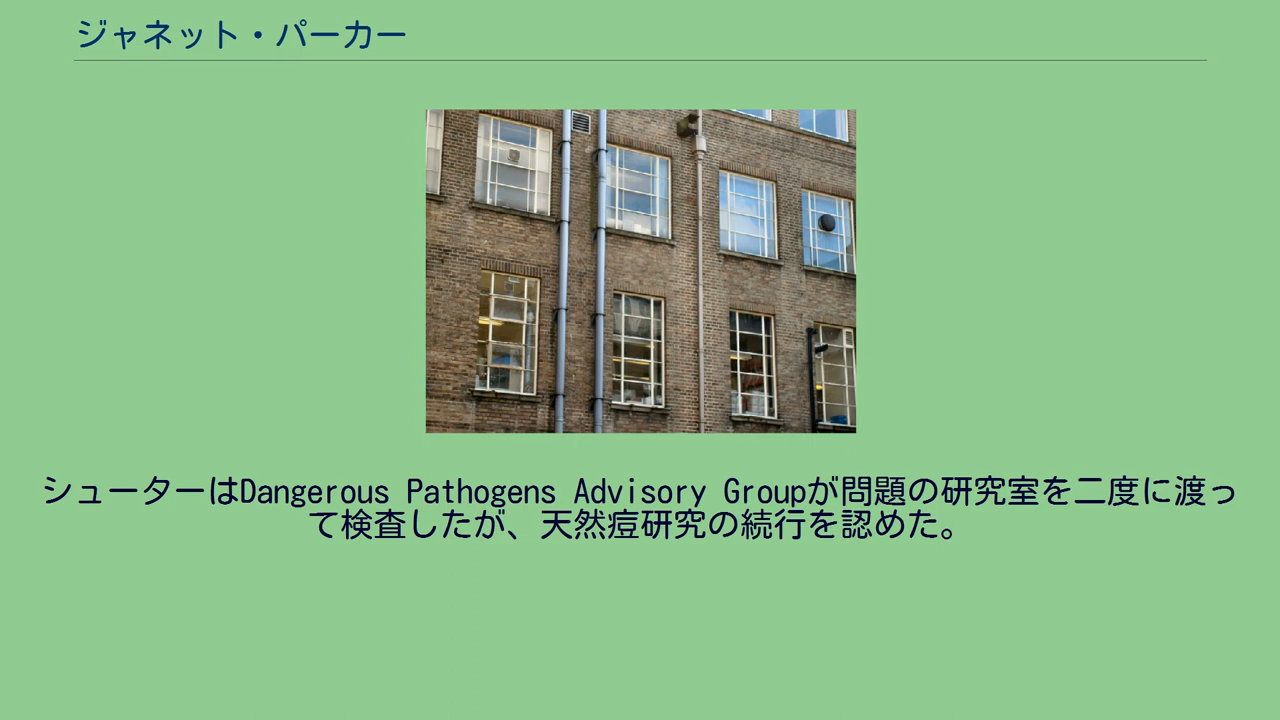 ジャネット・パーカー
シューターはDangerous Pathogens Advisory Groupが問題の研究室を二度に渡っ
て検査したが、天然痘研究の続行を認めた。